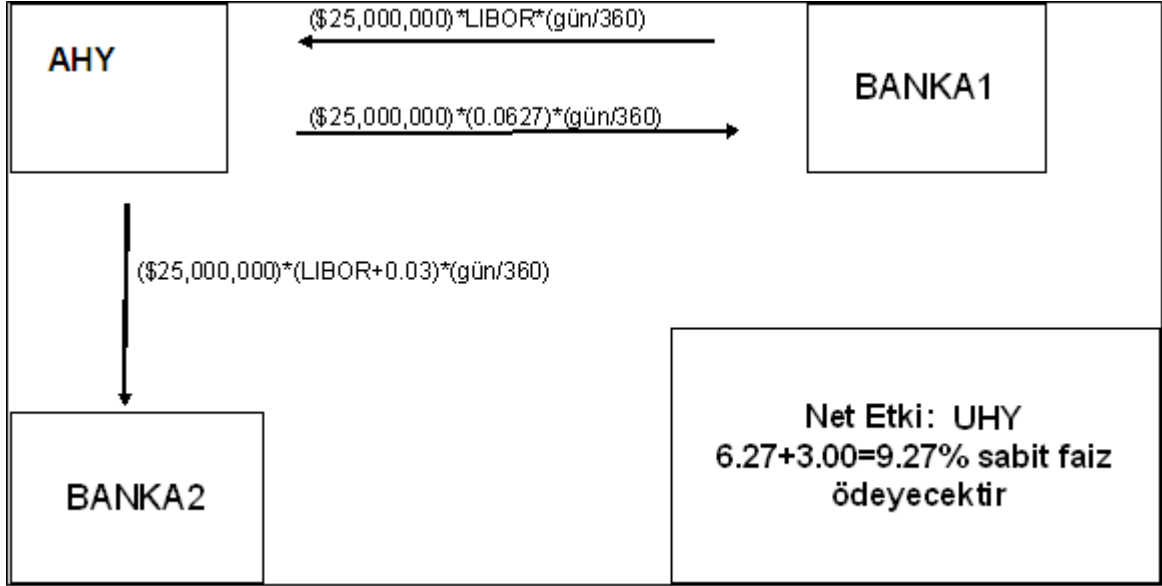 ($25,000,000)*LIBOR*(gün/360)
AHY
BANKA1
($25,000,000)*(0.0627)*(gün/360)
($25,000,000)*(LIBOR+0.03)*(gün/360)
Net Etki: UHY
6.27+3.00=9.27% sabit faiz
ödeyecektir
BANKA2